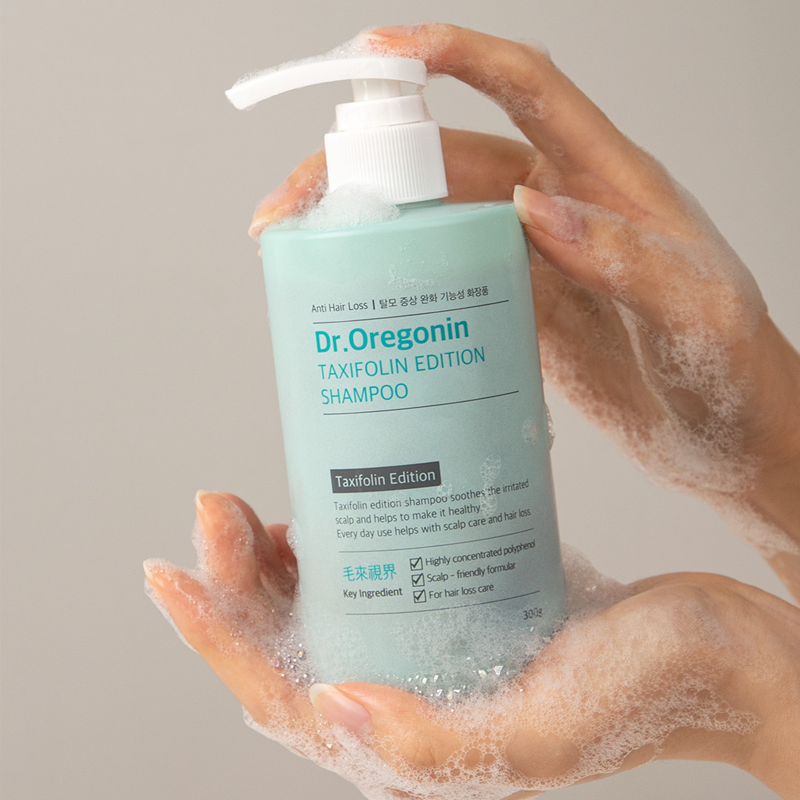 Anti Hair Loss | 탈모 증상 완화 기능성 화장품
Dr.Oregonin
TAXIFOLIN EDITION
SHAMPOO
Taxifolin Edition
Taxifolin edition shampoo soothes the irritated
scalp and helps to make it healthy
Every day use helps with scalp care and hair loss.
毛來視界
Key Ingredient
Highly concentrated polyphenol
Scalp - friendly formular
For hair loss care
300g